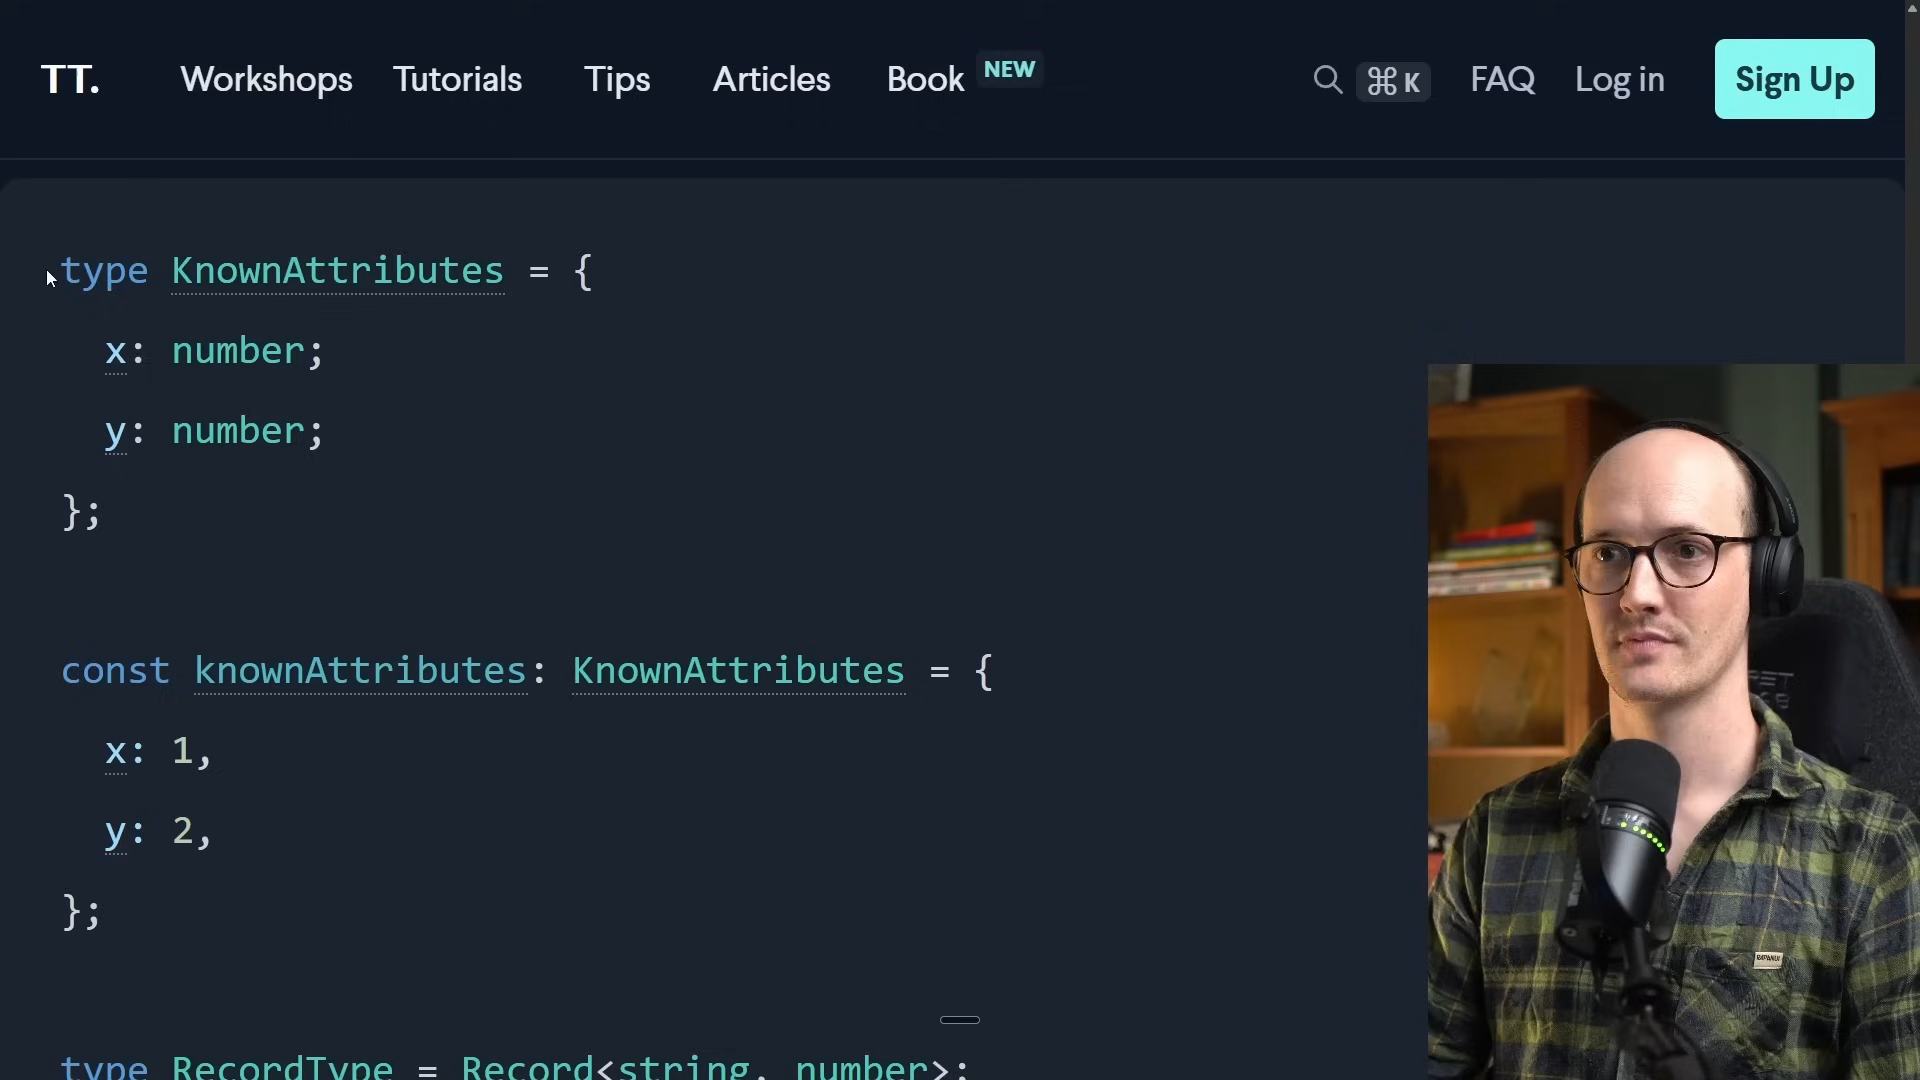 TT. Workshops Tutorials Tips Articles Book NEW ⌘ K FAQ Log in Sign Up
type KnownAttributes = {
x: number;
y: number;
};
const knownAttributes: KnownAttributes = {
x: 1,
y: 2,
};
type RecordType = Record<string, number>;